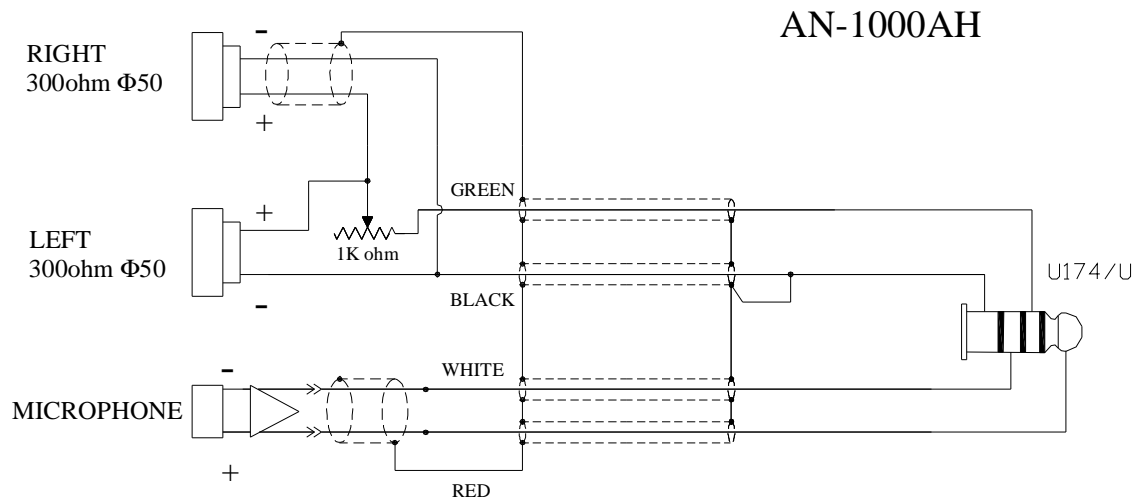 AN-1000AH
-
RIGHT
300ohm Φ50
+
GREEN
+
LEFT
1K ohm
300ohm Φ50
U174/U
-
BLACK
-
WHITE
MICROPHONE
+
RED